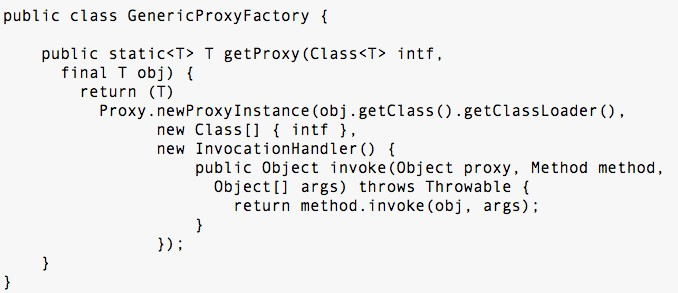 public class GenericProxyFactory {

    public static<T> T getProxy(Class<T> intf,
      final T obj) {
        return (T)
          Proxy.newProxyInstance(obj.getClass().getClassLoader(),
                new Class[] { intf },
                new InvocationHandler() {
                    public Object invoke(Object proxy, Method method,
                      Object[] args) throws Throwable {
                        return method.invoke(obj, args);
                    }
                });
    }
}